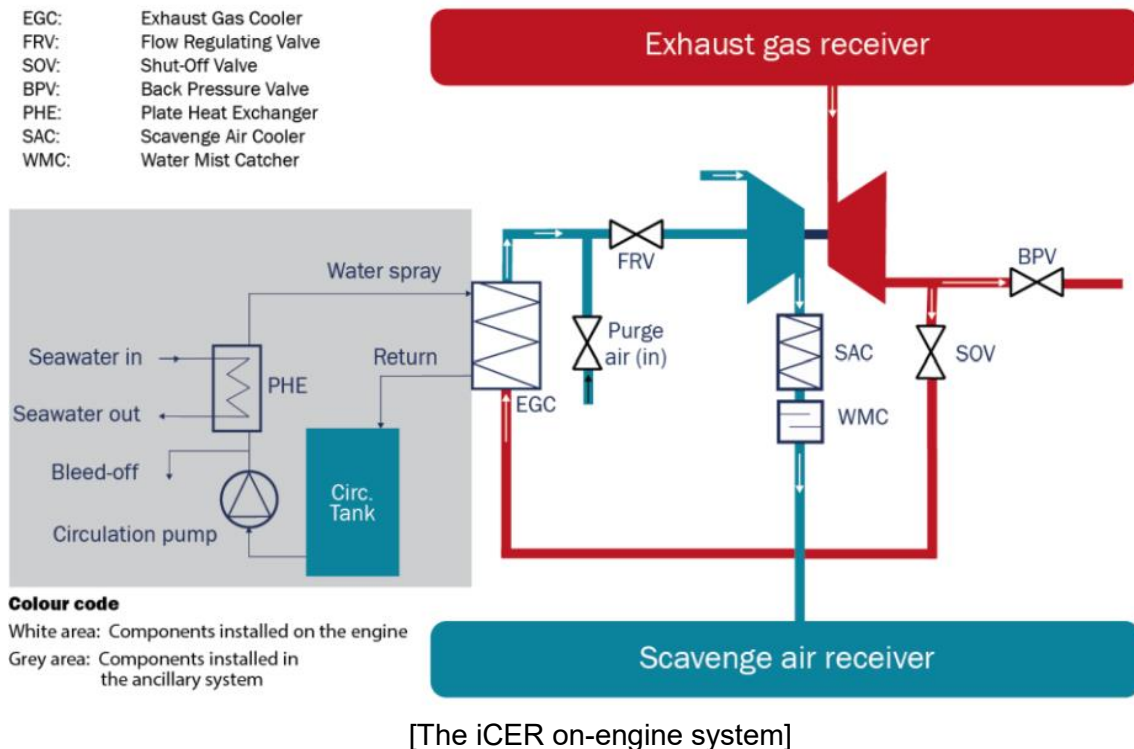 EGC: Exhaust Gas Cooler
FRV: Flow Regulating Valve
SOV: Shut-Off Valve
BPV: Back Pressure Valve
PHE: Plate Heat Exchanger
SAC: Scavenge Air Cooler
WMC: Water Mist Catcher
Exhaust gas receiver
Water spray
FRV
BPV
Seawater in
Return
Purge
air (in)
SAC
SOV
PHE
EGC
Seawater out
WMC
Bleed-off
Circ.
Tank
Circulation pump
Colour code
White area: Components installed on the engine
Grey area: Components installed in
the ancillary system
Scavenge air receiver
[The iCER on-engine system]